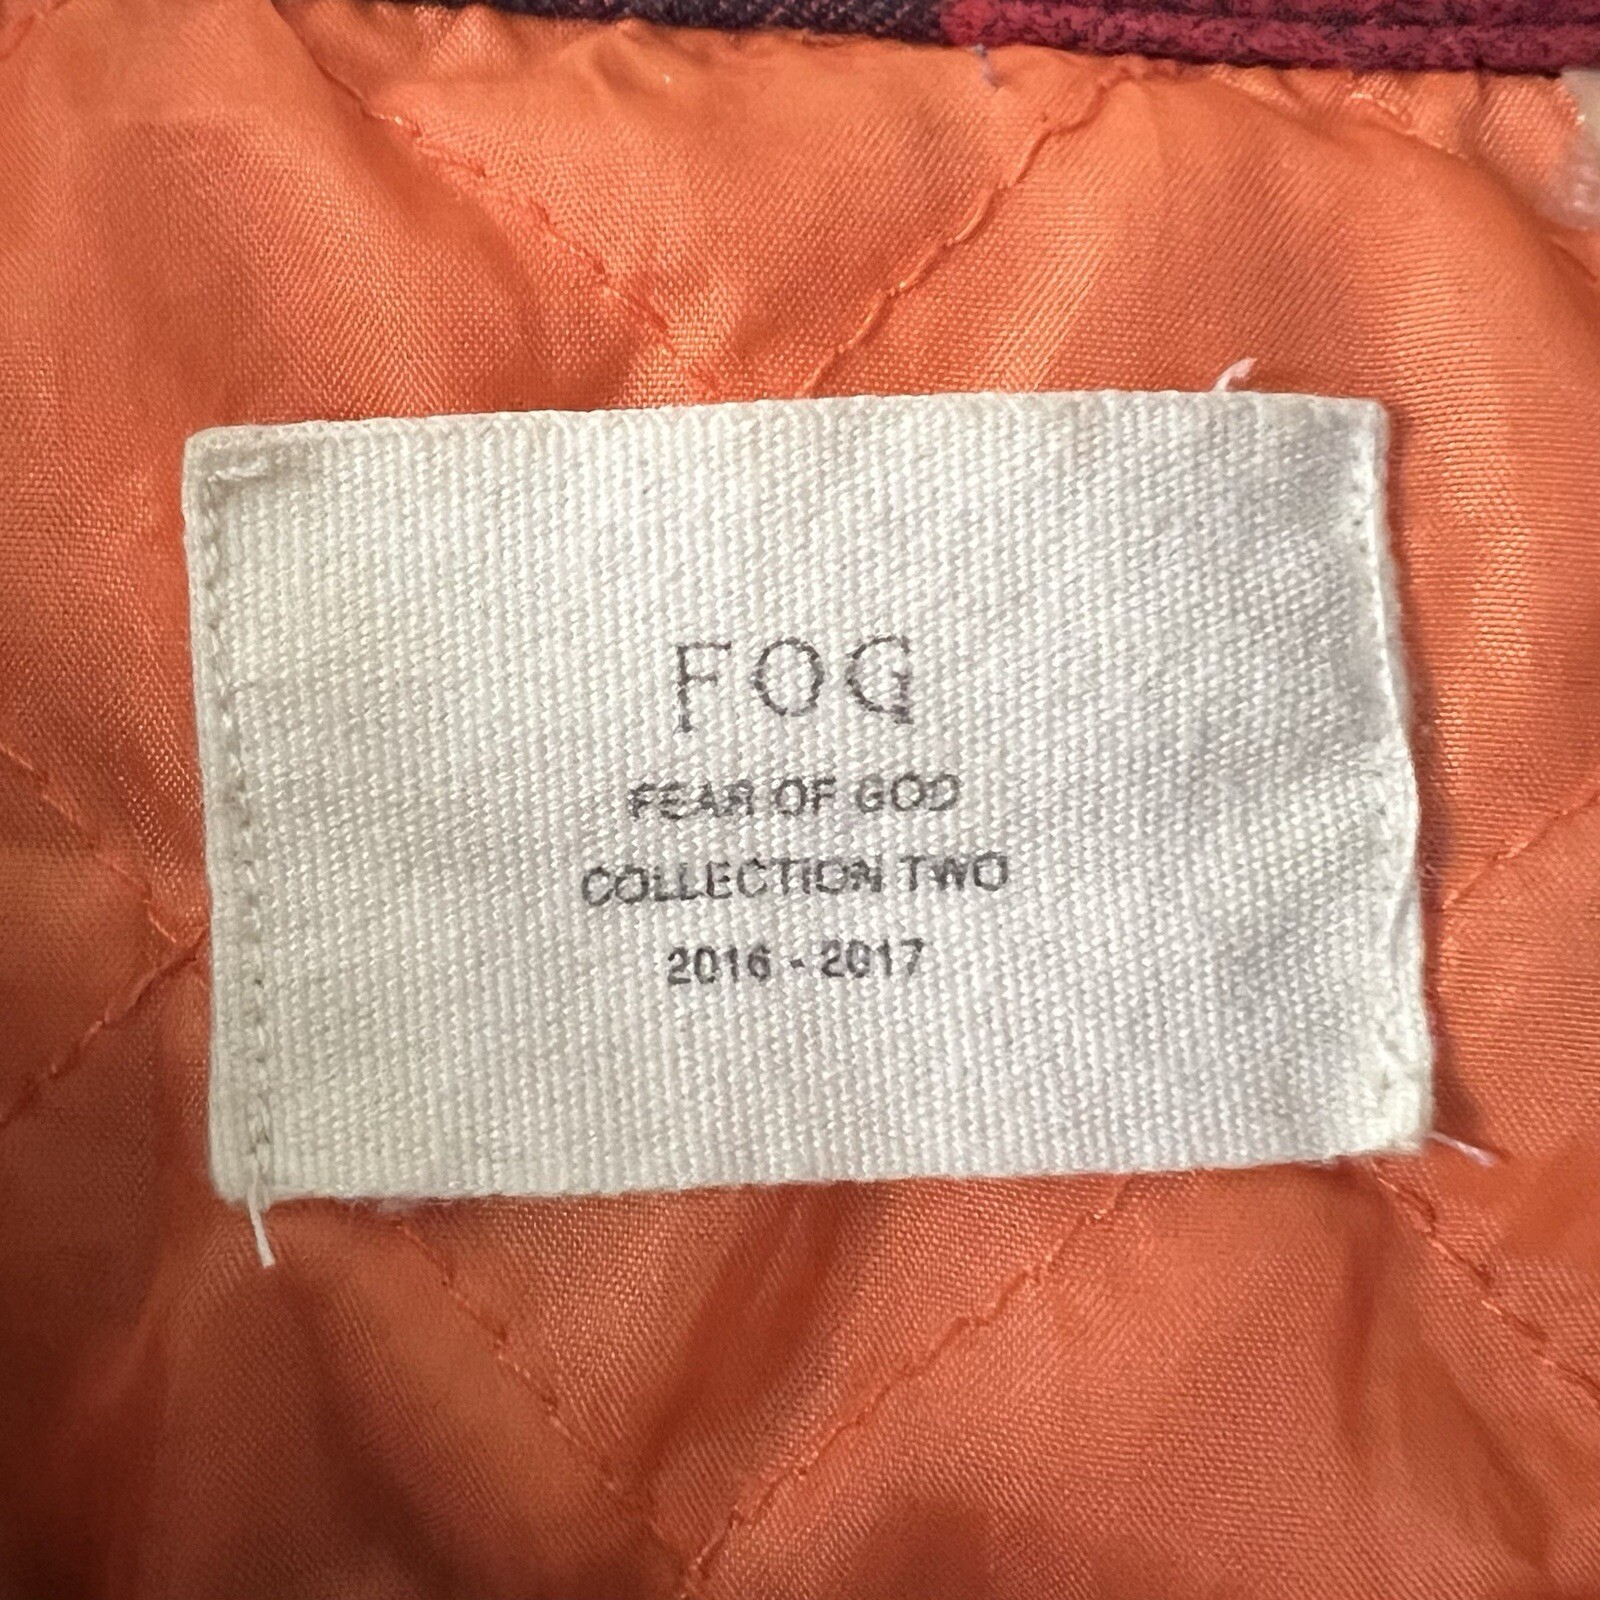 FOG
FEAR OF GOD
COLLECTION TWO
2016 - 2017